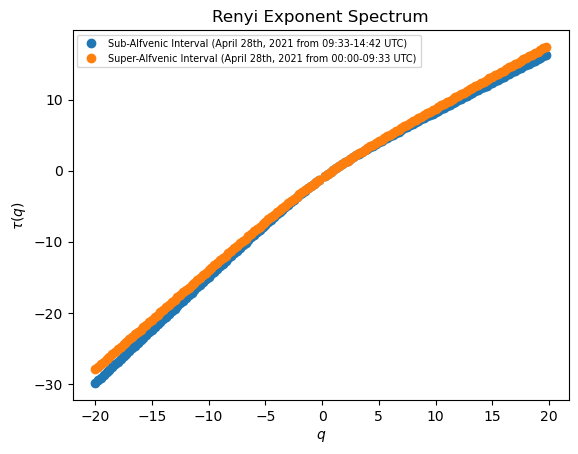 Renyi Exponent Spectrum
Sub-Alfvenic Interval (April 28th, 2021 from 09:33-14:42 UTC)
Super-Alfvenic Interval (April 28th, 2021 from 00:00-09:33 UTC)
10
0
−10
−20
−30
τ(q)
−20 −15 −10 −5 0 5 10 15 20
q